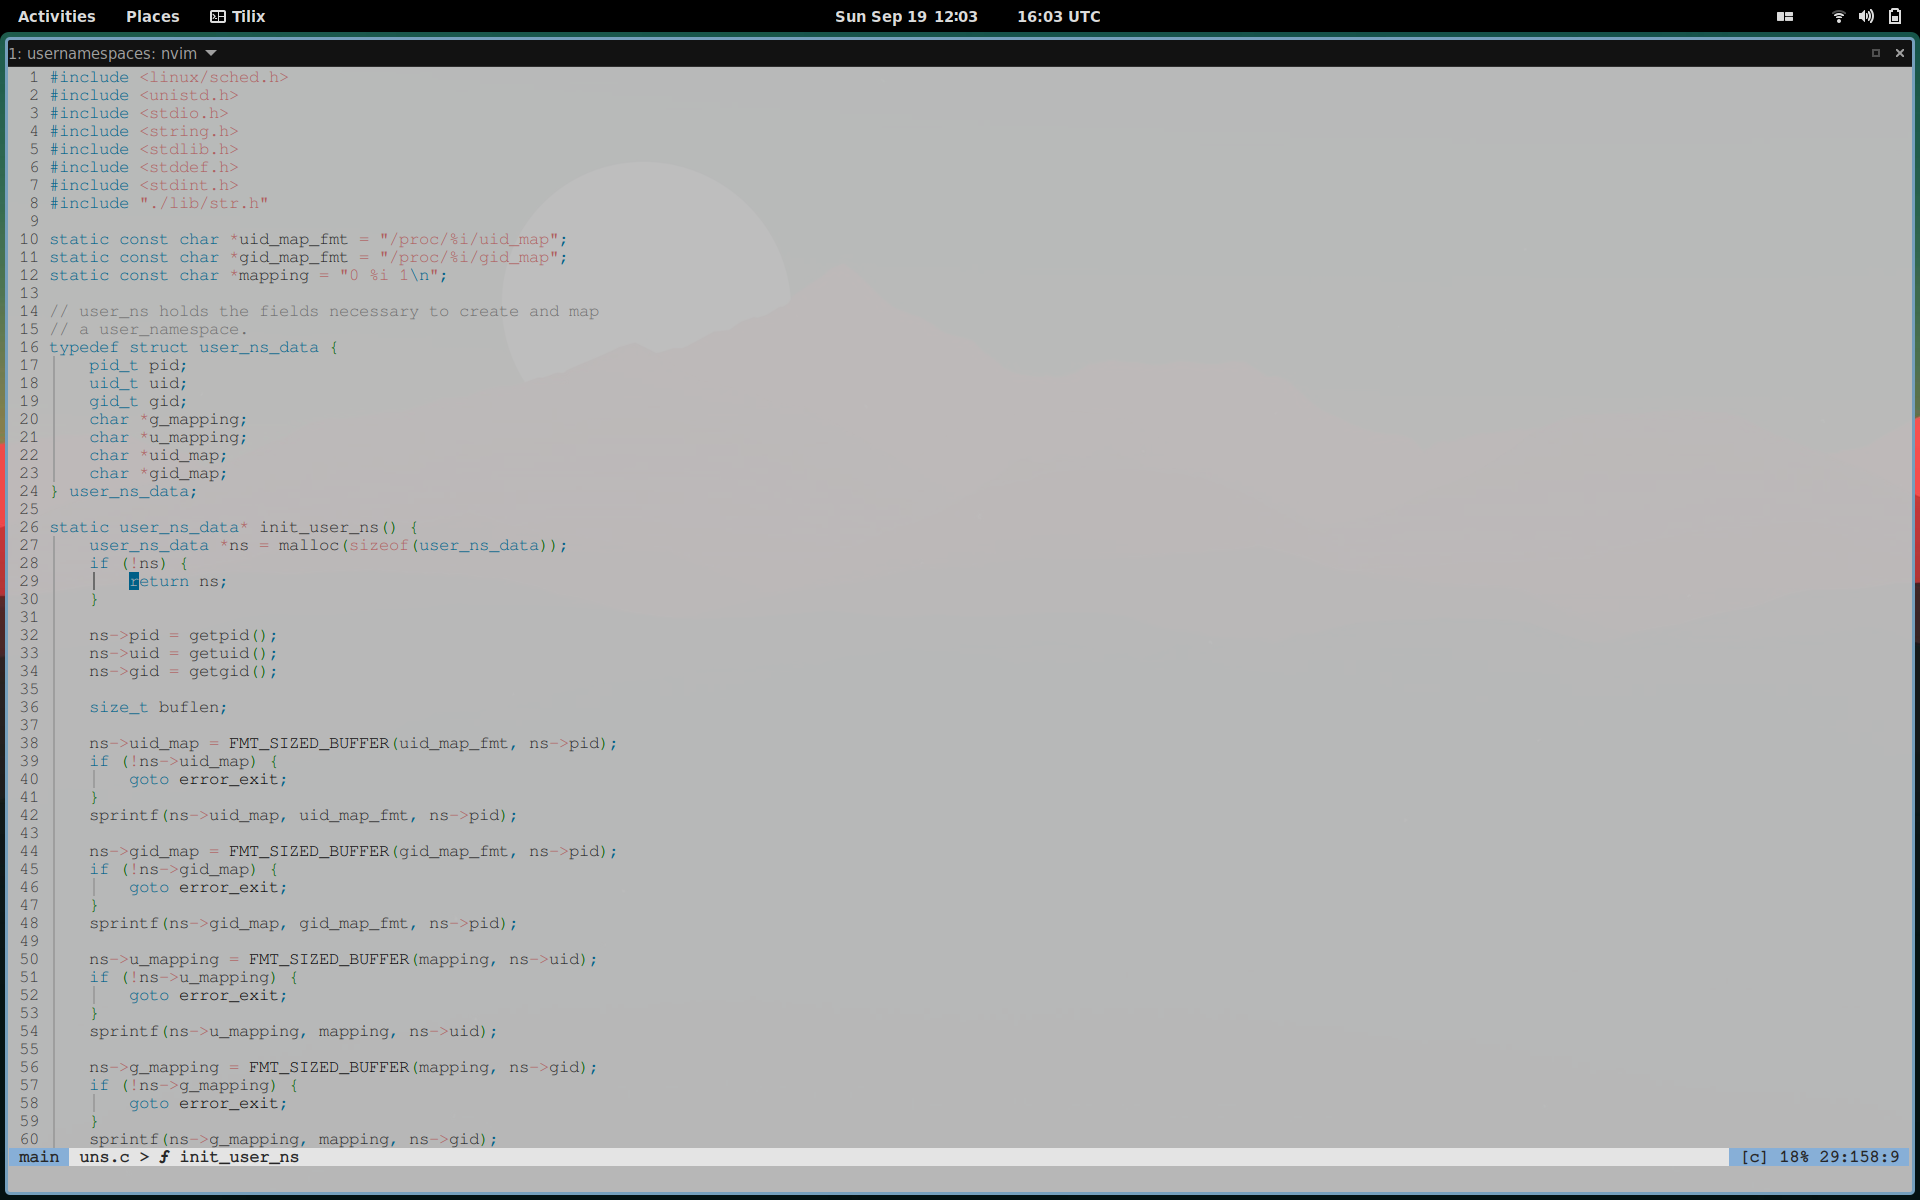 Activities Places Tilix Sun Sep 19 12:03 16:03 UTC
1: usernamespaces: nvim
1 #include <linux/sched.h>
2 #include <unistd.h>
3 #include <stdio.h>
4 #include <string.h>
5 #include <stdlib.h>
6 #include <stddef.h>
7 #include <stdint.h>
8 #include "./lib/str.h"
9
10 static const char *uid_map_fmt = "/proc/%i/uid_map";
11 static const char *gid_map_fmt = "/proc/%i/gid_map";
12 static const char *mapping = "0 %i 1\n";
13
14 // user_ns holds the fields necessary to create and map
15 // a user_namespace.
16 typedef struct user_ns_data {
17     pid_t pid;
18     uid_t uid;
19     gid_t gid;
20     char *g_mapping;
21     char *u_mapping;
22     char *uid_map;
23     char *gid_map;
24 } user_ns_data;
25
26 static user_ns_data* init_user_ns() {
27     user_ns_data *ns = malloc(sizeof(user_ns_data));
28     if (!ns) {
29         return ns;
30     }
31
32     ns->pid = getpid();
33     ns->uid = getuid();
34     ns->gid = getgid();
35
36     size_t buflen;
37
38     ns->uid_map = FMT_SIZED_BUFFER(uid_map_fmt, ns->pid);
39     if (!ns->uid_map) {
40         goto error_exit;
41     }
42     sprintf(ns->uid_map, uid_map_fmt, ns->pid);
43
44     ns->gid_map = FMT_SIZED_BUFFER(gid_map_fmt, ns->pid);
45     if (!ns->gid_map) {
46         goto error_exit;
47     }
48     sprintf(ns->gid_map, gid_map_fmt, ns->pid);
49
50     ns->u_mapping = FMT_SIZED_BUFFER(mapping, ns->uid);
51     if (!ns->u_mapping) {
52         goto error_exit;
53     }
54     sprintf(ns->u_mapping, mapping, ns->uid);
55
56     ns->g_mapping = FMT_SIZED_BUFFER(mapping, ns->gid);
57     if (!ns->g_mapping) {
58         goto error_exit;
59     }
60     sprintf(ns->g_mapping, mapping, ns->gid);
main uns.c > ƒ init_user_ns [c] 18% 29:158:9